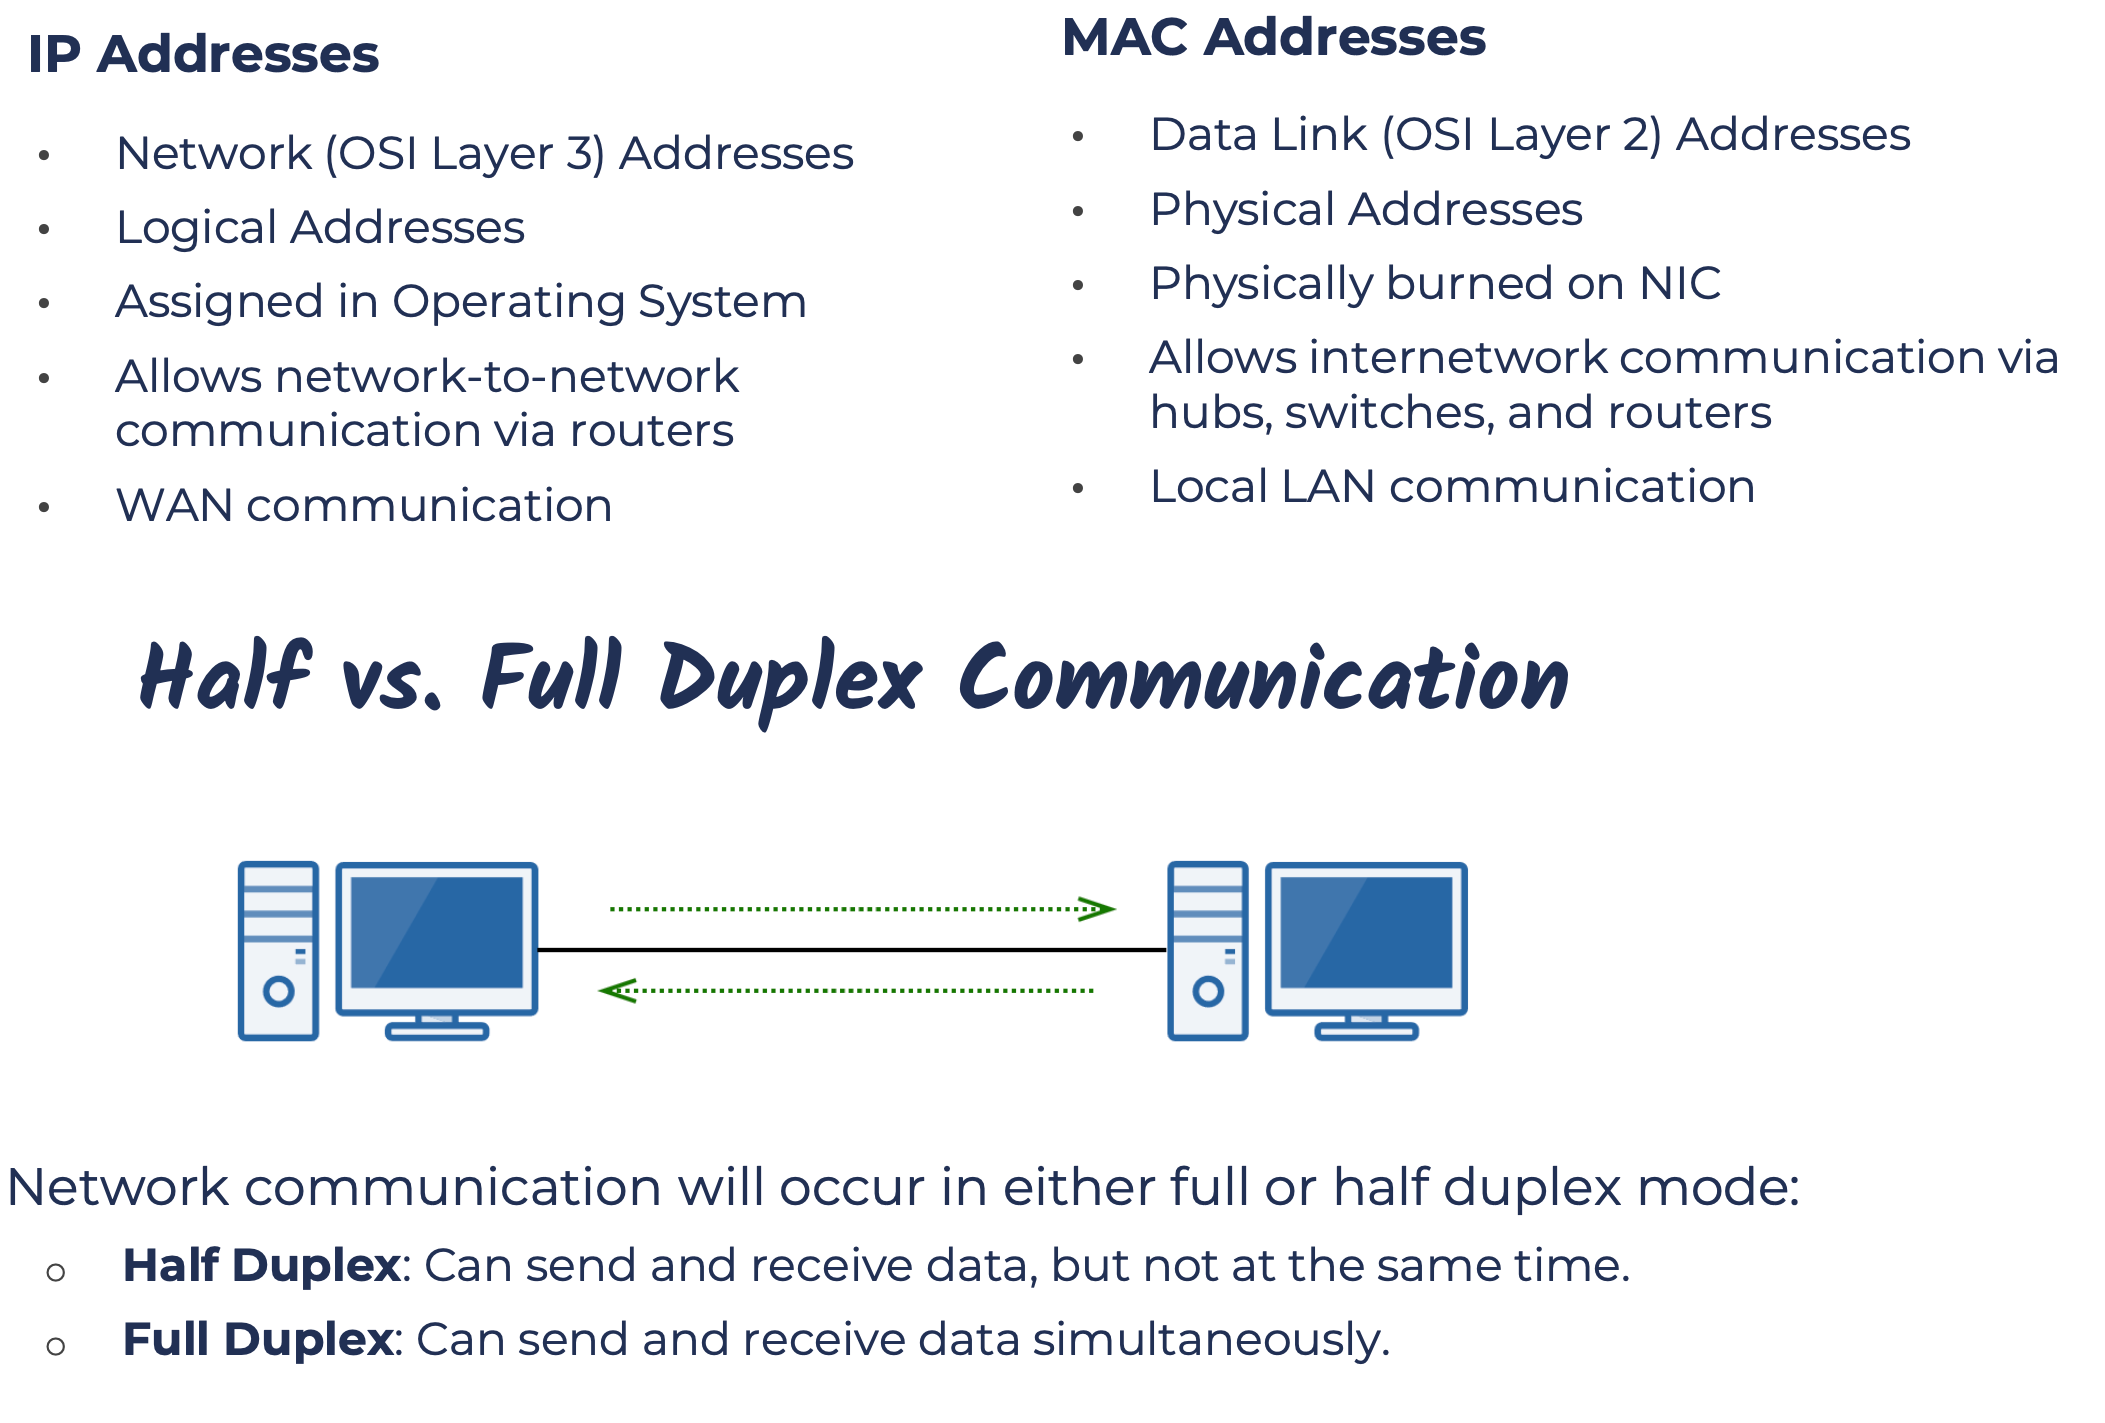 IP Addresses
• Network (OSI Layer 3) Addresses
• Logical Addresses
• Assigned in Operating System
• Allows network-to-network
communication via routers
• WAN communication
MAC Addresses
• Data Link (OSI Layer 2) Addresses
• Physical Addresses
• Physically burned on NIC
• Allows internetwork communication via
hubs, switches, and routers
• Local LAN communication
Half vs. Full Duplex Communication
Network communication will occur in either full or half duplex mode:
○ Half Duplex: Can send and receive data, but not at the same time.
○ Full Duplex: Can send and receive data simultaneously.